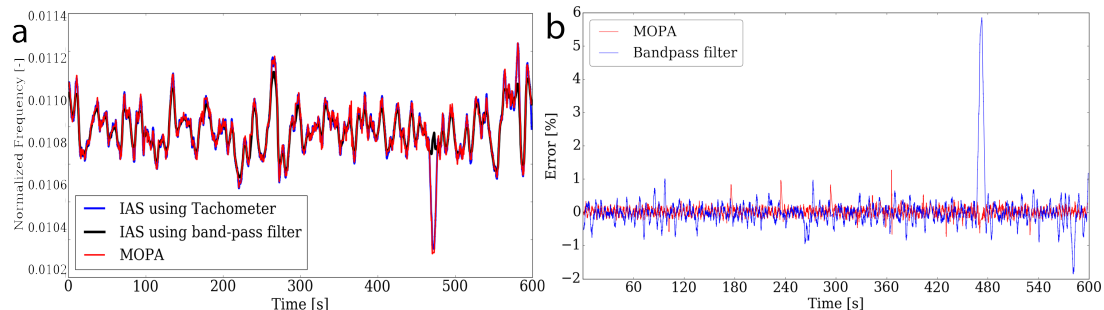 a
Normalized Frequency [-]
0.0114
0.0112
0.0110
0.0108
0.0106
0.0104
0.0102
IAS using Tachometer
IAS using band-pass filter
MOPA
0 100 200 300 400 500 600
Time [s]
b
Error [%]
6
5
4
3
2
1
0
−1
−2
MOPA
Bandpass filter
60 120 180 240 300 360 420 480 540 600
Time [s]